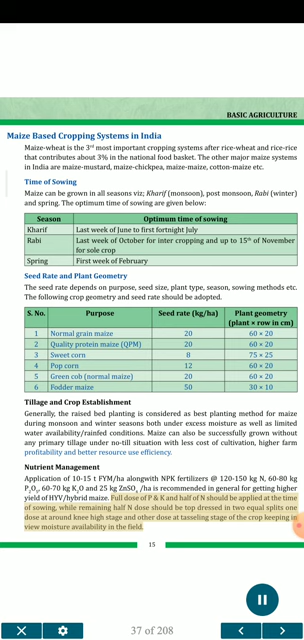 BASIC AGRICULTURE
Maize Based Cropping Systems in India
Maize-wheat is the 3rd most important cropping systems after rice-wheat and rice-rice
that contributes about 3% in the national food basket. The other major maize systems
in India are maize-mustard, maize-chickpea, maize-maize, cotton-maize etc.
Time of Sowing
Maize can be grown in all seasons viz; Kharif (monsoon), post monsoon, Rabi (winter)
and spring. The optimum time of sowing are given below:
Season Optimum time of sowing
Kharif Last week of June to first fortnight July
Rabi Last week of October for inter cropping and up to 15th of November
for sole crop
Spring First week of February
Seed Rate and Plant Geometry
The seed rate depends on purpose, seed size, plant type, season, sowing methods etc.
The following crop geometry and seed rate should be adopted.
S. No. Purpose Seed rate (kg/ha) Plant geometry
(plant × row in cm)
1 Normal grain maize 20 60 × 20
2 Quality protein maize (QPM) 20 60 × 20
3 Sweet corn 8 75 × 25
4 Pop corn 12 60 × 20
5 Green cob (normal maize) 20 60 × 20
6 Fodder maize 50 30 × 10
Tillage and Crop Establishment
Generally, the raised bed planting is considered as best planting method for maize
during monsoon and winter seasons both under excess moisture as well as limited
water availability/rainfed conditions. Maize can also be successfully grown without
any primary tillage under no-till situation with less cost of cultivation, higher farm
profitability and better resource use efficiency.
Nutrient Management
Application of 10-15 t FYM/ha alongwith NPK fertilizers @ 120-150 kg N, 60-80 kg
P2O5, 60-70 kg K2O and 25 kg ZnSO4 /ha is recommended in general for getting higher
yield of HYV/hybrid maize. Full dose of P & K and half of N should be applied at the time
of sowing, while remaining half N dose should be top dressed in two equal splits one
dose at around knee high stage and other dose at tasseling stage of the crop keeping in
view moisture availability in the field.
15
37 of 208